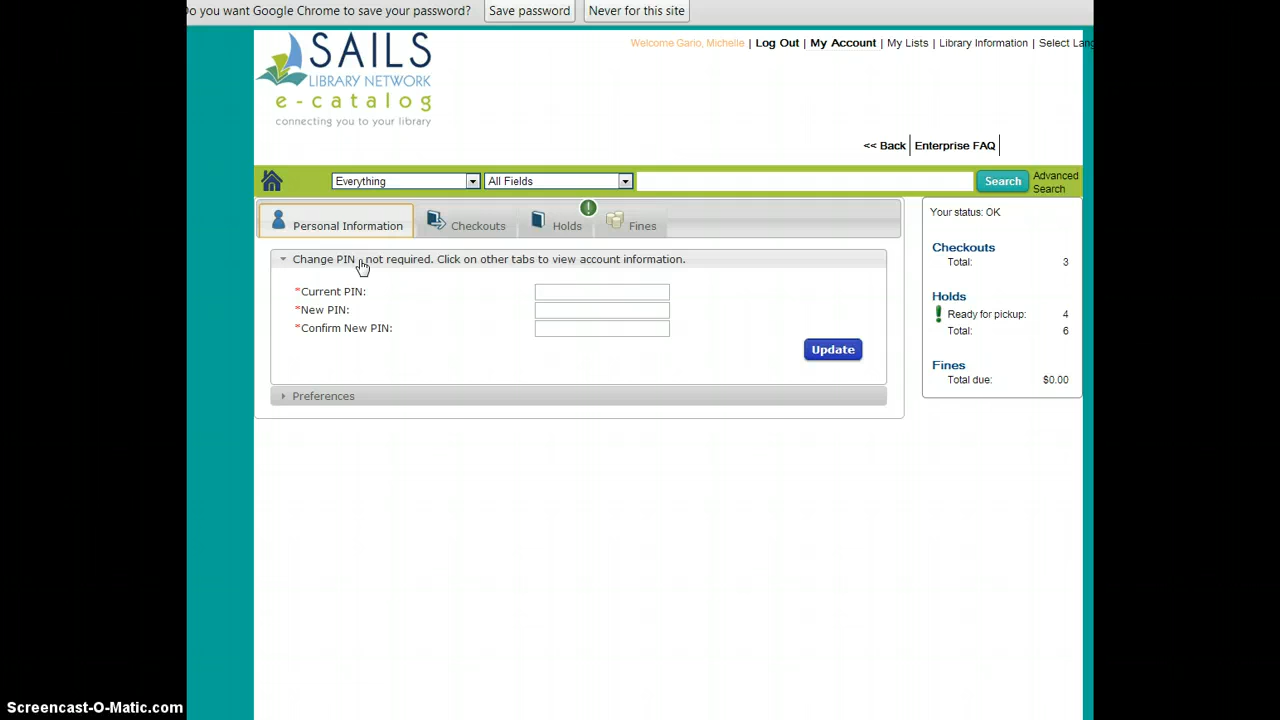 Do you want Google Chrome to save your password? Save password Never for this site
Welcome Gario, Michelle | Log Out | My Account | My Lists | Library Information | Select Lang
SAILS
LIBRARY NETWORK
e-catalog
connecting you to your library
<< Back | Enterprise FAQ
Everything All Fields Search Advanced Search
Personal Information Checkouts Holds Fines
Your status: OK
Checkouts
Total: 3
Holds
Ready for pickup: 4
Total: 6
Fines
Total due: $0.00
Change PIN - not required. Click on other tabs to view account information.
*Current PIN:
*New PIN:
*Confirm New PIN:
Update
Preferences
Screencast-O-Matic.com